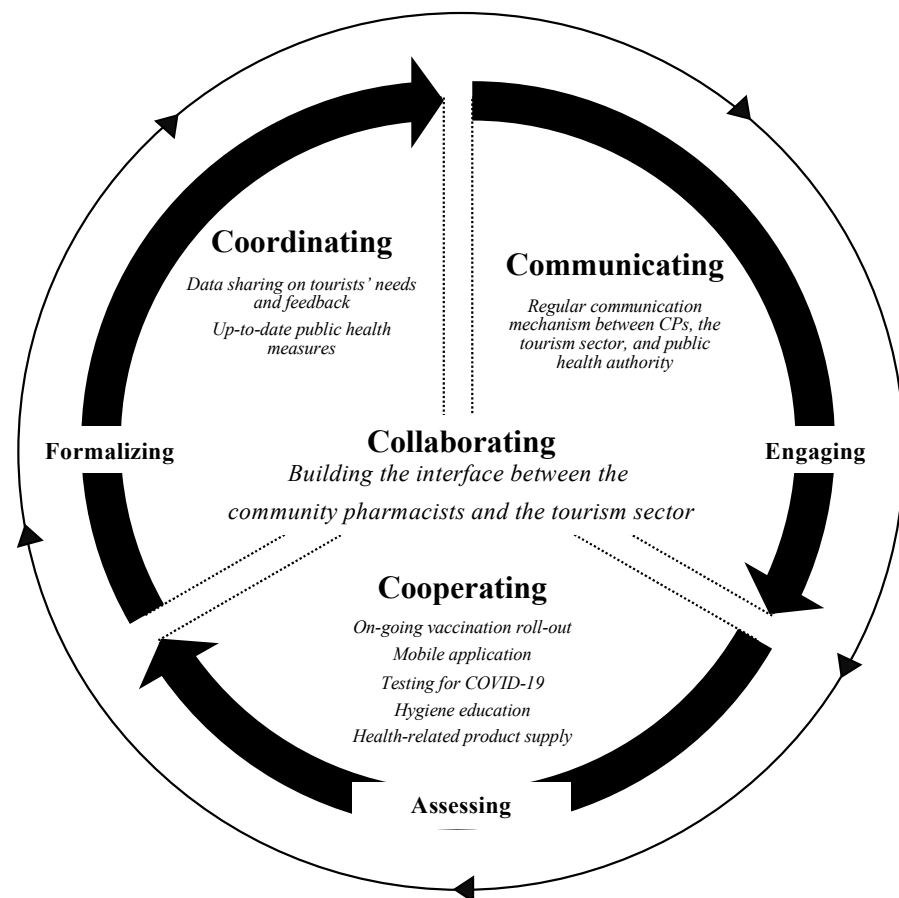 Coordinating
Data sharing on tourists’ needs
and feedback
Up-to-date public health
measures
Communicating
Regular communication
mechanism between CPs, the
tourism sector, and public
health authority
Formalizing
Collaborating
Building the interface between the
community pharmacists and the tourism sector
Engaging
Cooperating
On-going vaccination roll-out
Mobile application
Testing for COVID-19
Hygiene education
Health-related product supply
Assessing